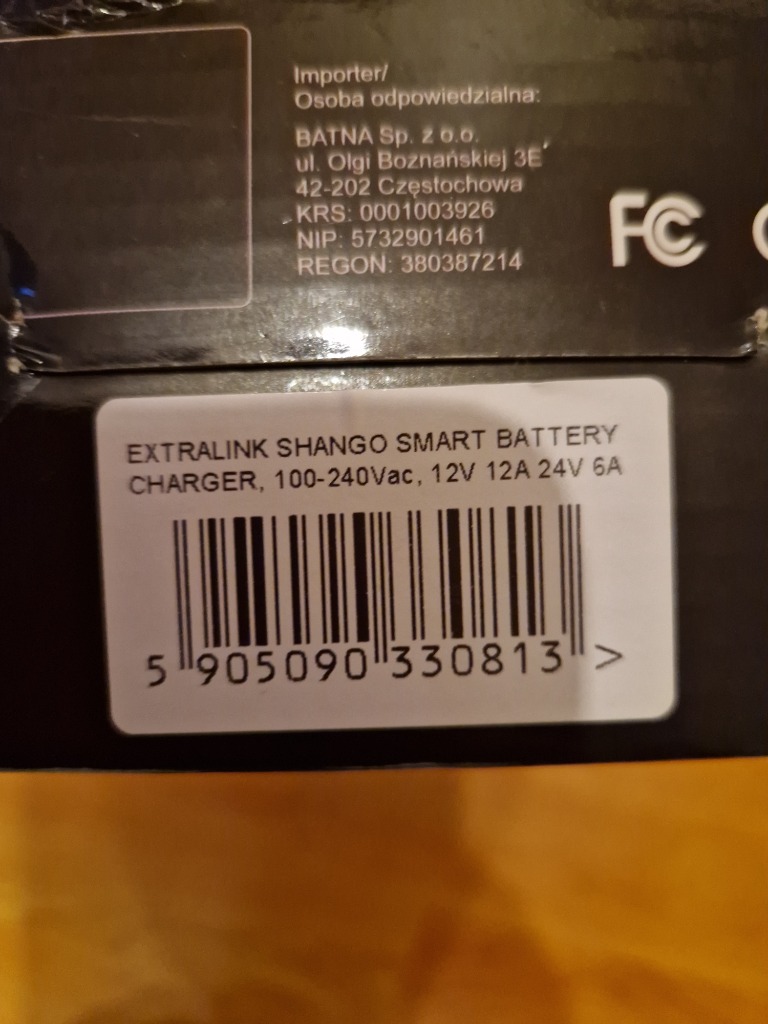 Importer/
Osoba odpowiedzialna:
BATNA Sp. z o.o.
ul. Olgi Boznańskiej 3E
42-202 Częstochowa
KRS: 0001003926
NIP: 5732901461
REGON: 380387214
FC
EXTRALINK SHANGO SMART BATTERY
CHARGER, 100-240Vac, 12V 12A 24V 6A
5 905090 330813 >